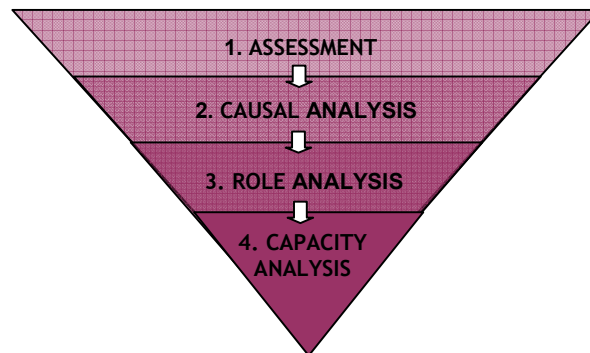 1. ASSESSMENT
2. CAUSAL ANALYSIS
3. ROLE ANALYSIS
4. CAPACITY
ANALYSIS